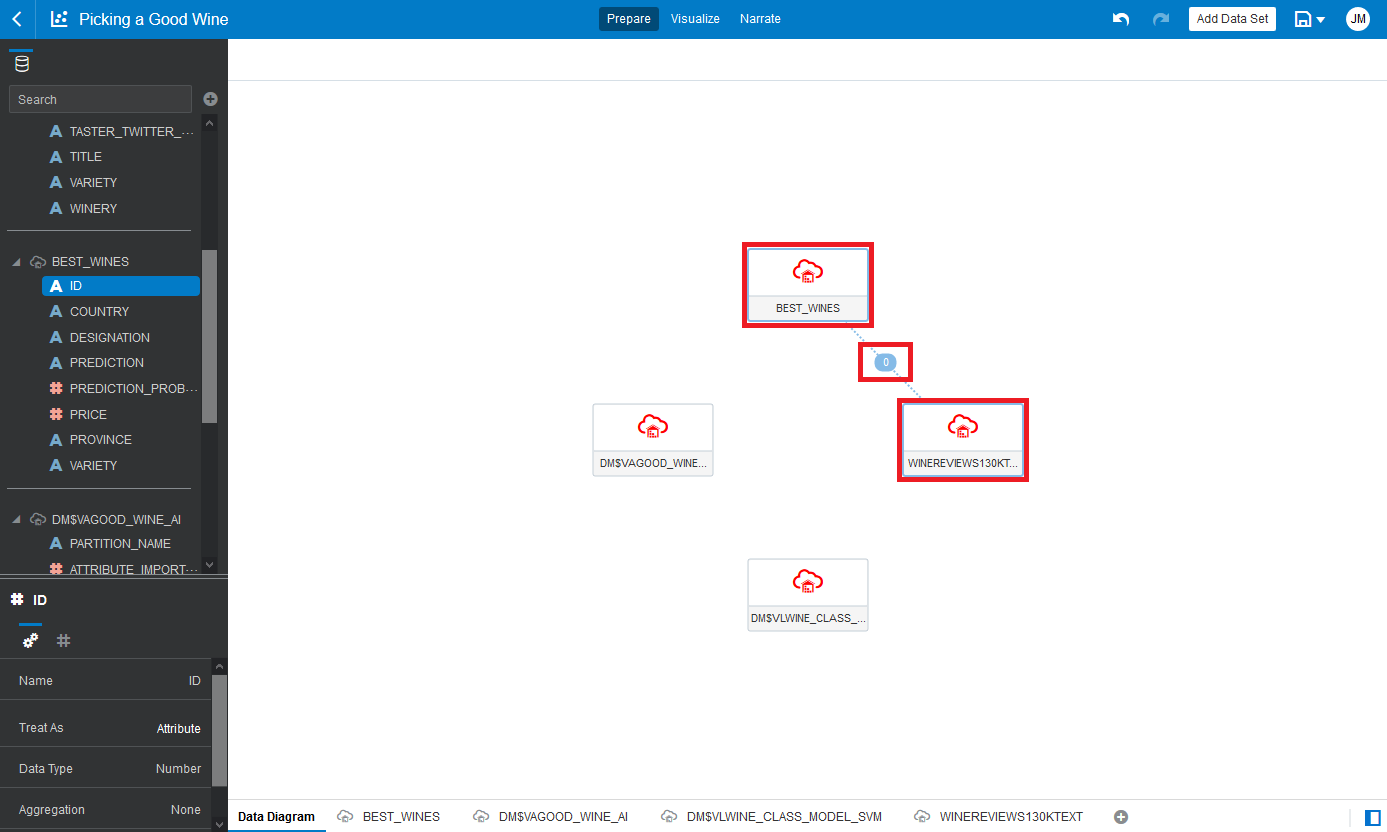 Picking a Good Wine
Prepare
Visualize
Narrate
Add Data Set
JM
Search
TASTER_TWITTER_...
TITLE
VARIETY
WINERY
BEST_WINES
ID
COUNTRY
DESIGNATION
PREDICTION
PREDICTION_PROB...
PRICE
PROVINCE
VARIETY
DM$VAGOOD_WINE_AI
PARTITION_NAME
ATTRIBUTE_IMPORT...
ID
Name ID
Treat As Attribute
Data Type Number
Aggregation None
BEST_WINES
0
DM$VAGOOD_WINE...
WINEREVIEWS130KT...
DM$VLWINE_CLASS_...
Data Diagram
BEST_WINES
DM$VAGOOD_WINE_AI
DM$VLWINE_CLASS_MODEL_SVM
WINEREVIEWS130KTEXT